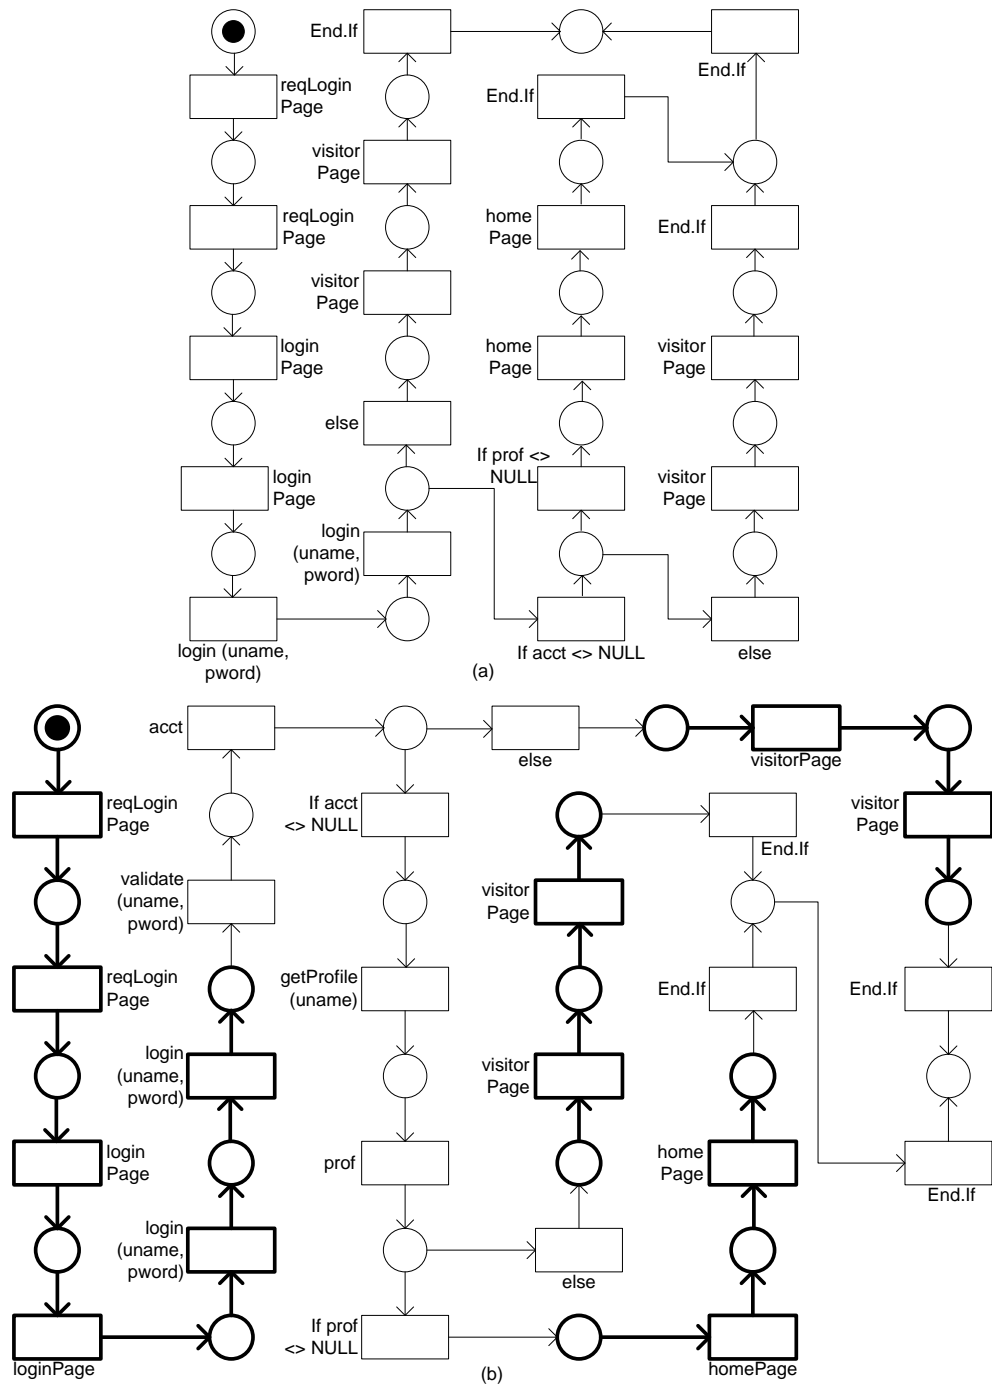 End.If
End.If
reqLogin
Page
End.If
visitor
Page
reqLogin
Page
home
Page
End.If
visitor
Page
login
Page
home
Page
visitor
Page
else
If prof <>
NULL
login
Page
visitor
Page
login
(uname,
pword)
login (uname,
pword)
If acct <> NULL
else
(a)
acct
else
visitorPage
reqLogin
Page
If acct
<> NULL
visitor
Page
End.If
validate
(uname,
pword)
visitor
Page
reqLogin
Page
getProfile
(uname)
End.If
End.If
login
(uname,
pword)
visitor
Page
login
Page
prof
home
Page
End.If
login
(uname,
pword)
else
If prof
<> NULL
loginPage
homePage
(b)